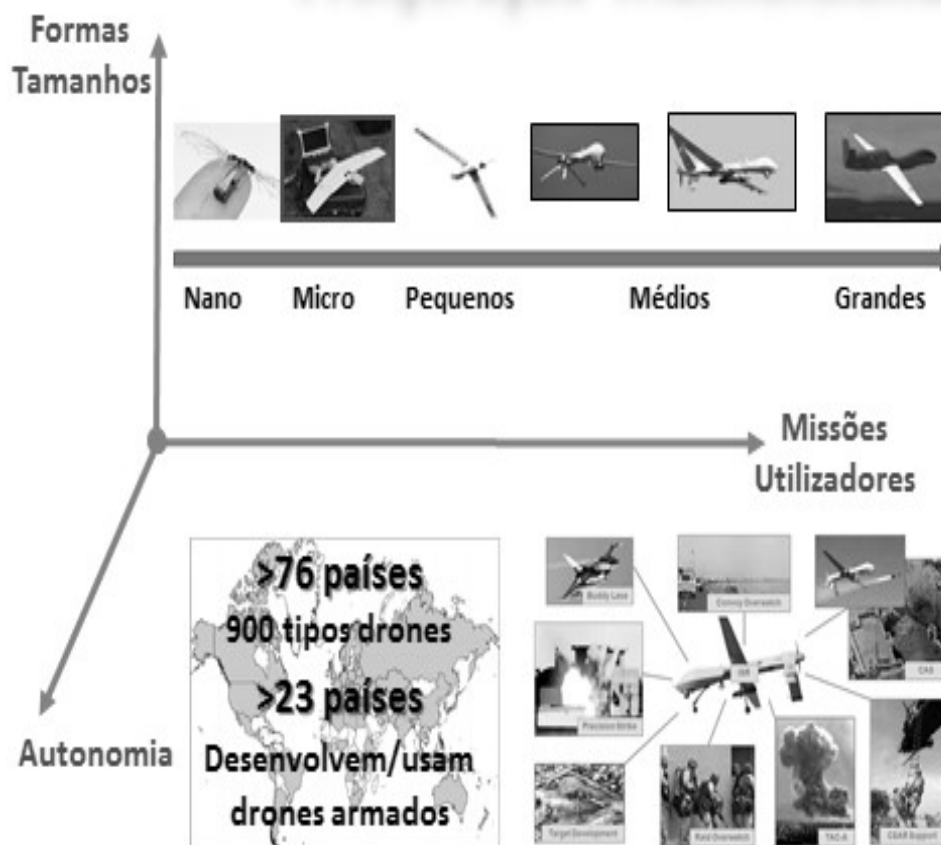 Formas
Tamanhos
Nano Micro Pequenos Médios Grandes
Missões
Utilizadores
Autonomia
>76 países
900 tipos drones
>23 países
Desenvolvem/usam
drones armados
Buddy Lase
Convoy Overwatch
CAS
Precision Strike
Target Development
Raid Overwatch
TAC-A
CSAR Support